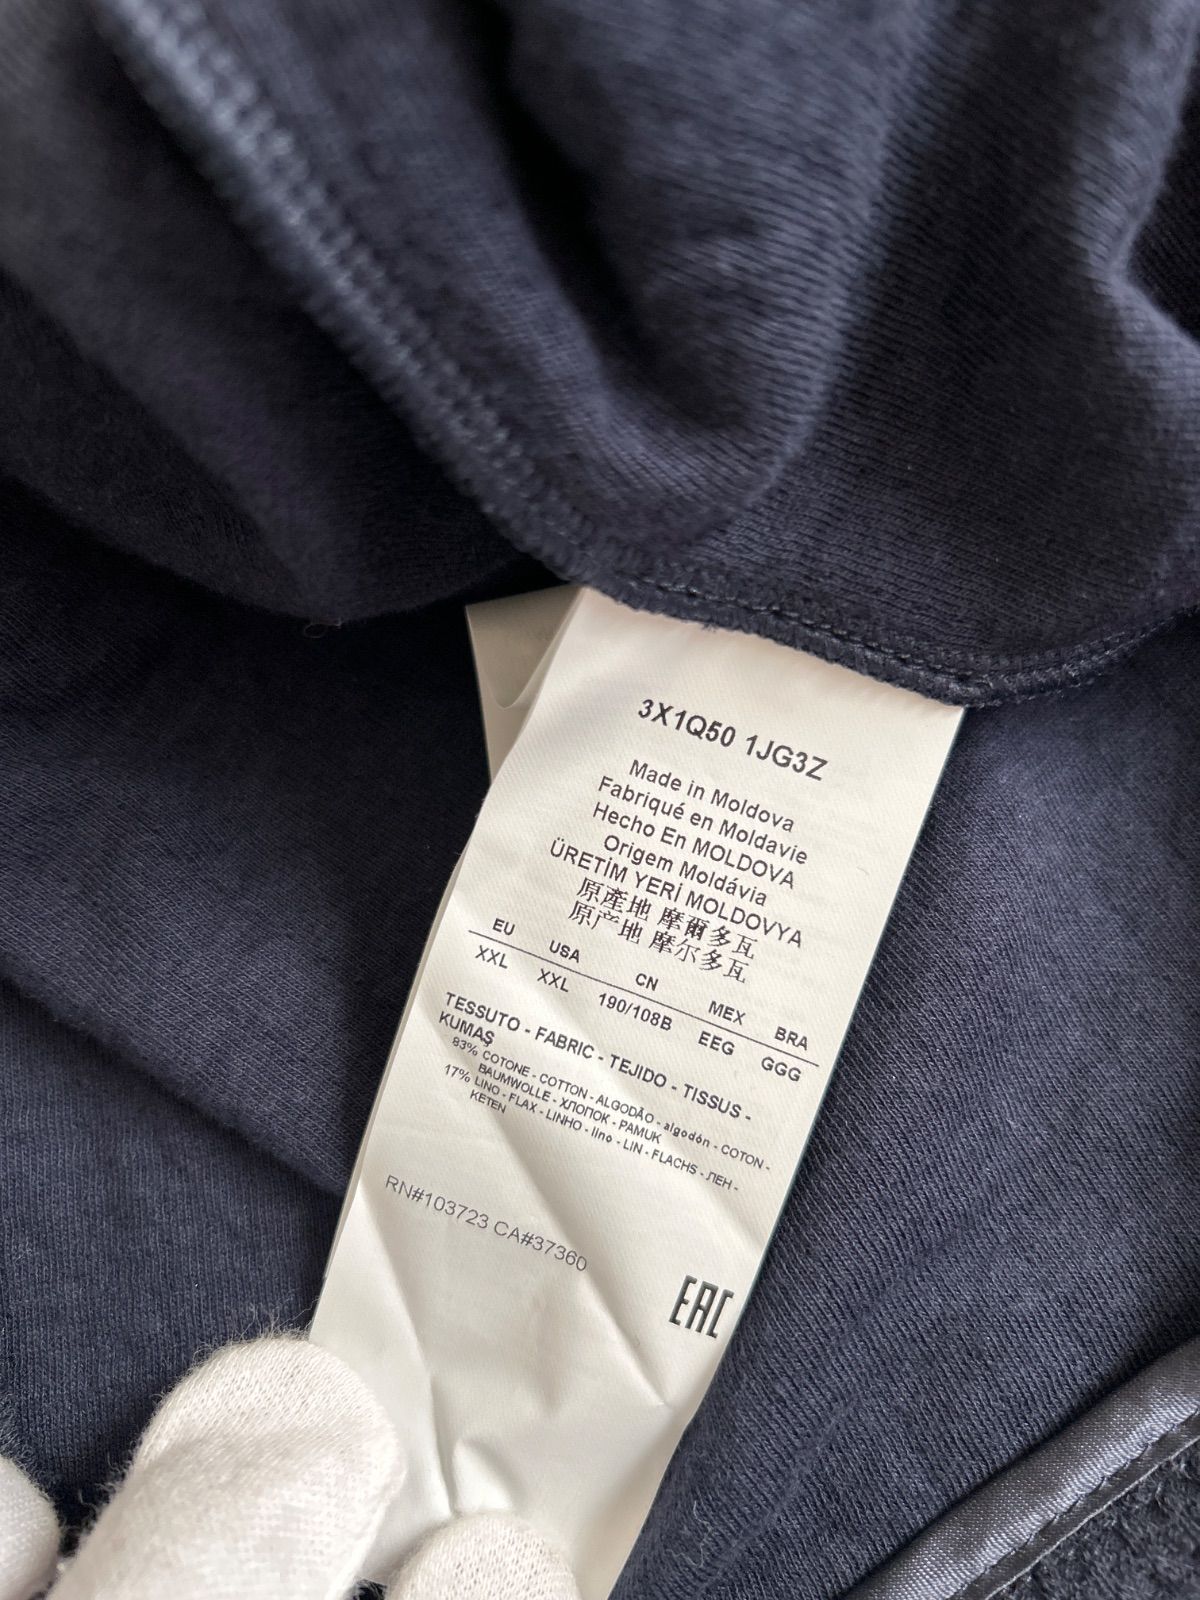 3X1Q50 1JG3Z
Made in Moldova
Fabriqué en Moldavie
Hecho En MOLDOVA
Origem Moldávia
ÜRETİM YERİ MOLDOVYA
原產地 摩爾多瓦
原产地 摩尔多瓦
EU USA CN MEX BRA
XXL XXL 190/108B EEG GGG
TESSUTO - FABRIC - TEJIDO - TISSUS -
KUMAŞ
83% COTONE - COTTON - ALGODÃO - algodón - COTON -
BAUMWOLLE - ХЛОПОК - PAMUK
17% LINO - FLAX - LINHO - lino - LIN - FLACHS - ЛЕН -
KETEN
RN#103723 CA#37360
EAC